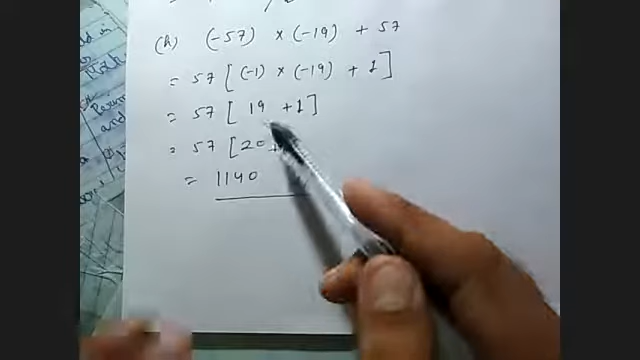 (h) (-57) × (-19) + 57
= 57 [ (-1) × (-19) + 1 ]
= 57 [ 19 + 1 ]
= 57 [ 20
= 1140